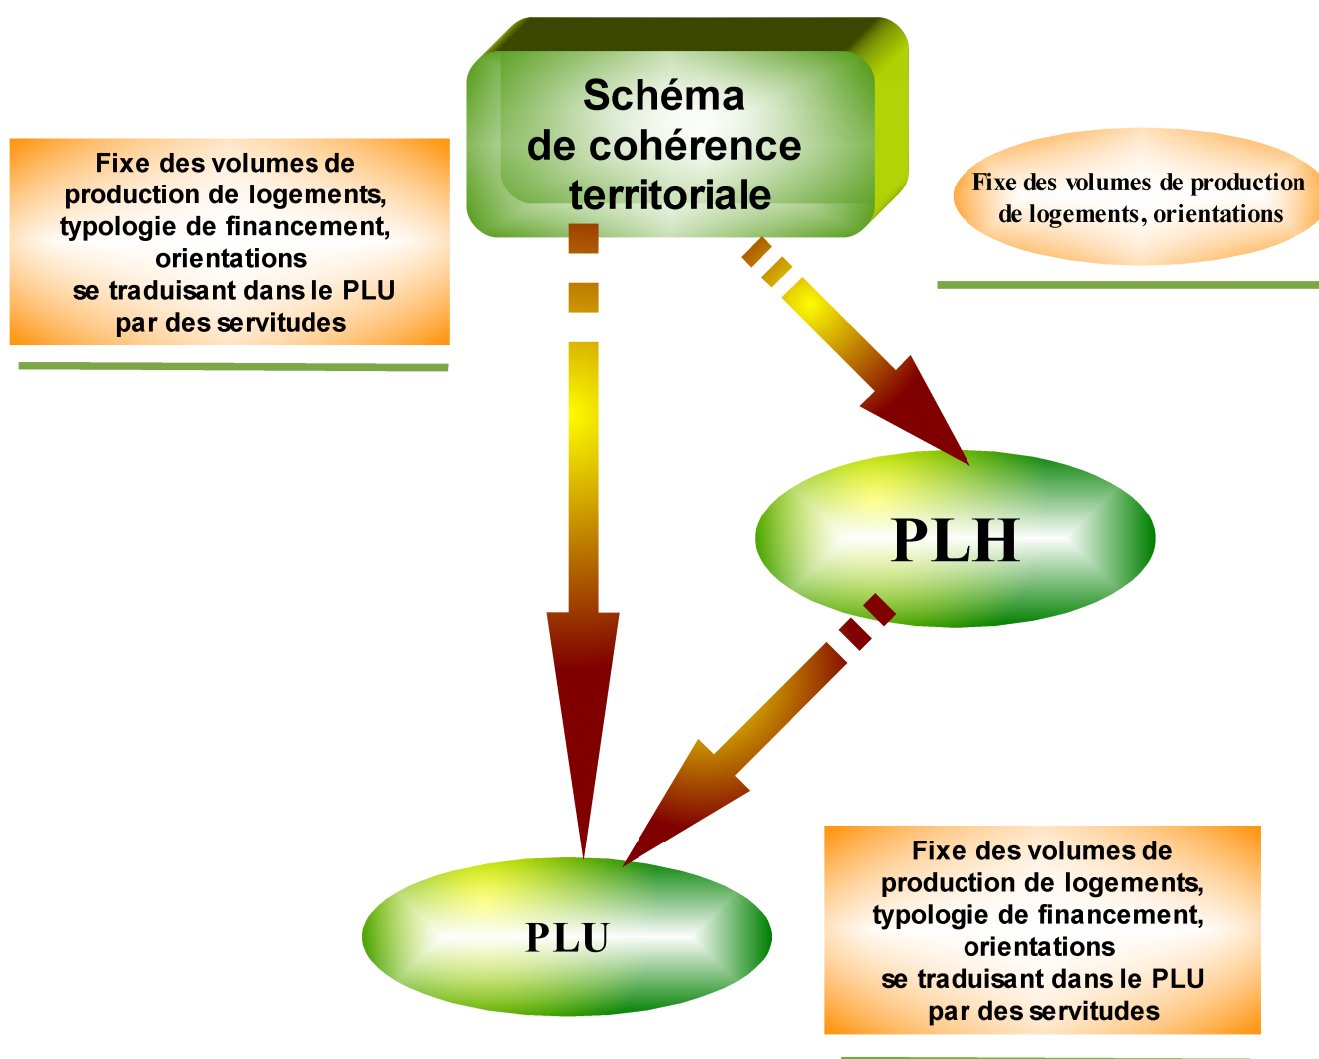 Schéma
de cohérence
territoriale
Fixe des volumes de
production de logements,
typologie de financement,
orientations
se traduisant dans le PLU
par des servitudes
Fixe des volumes de production
de logements, orientations
PLH
PLU
Fixe des volumes de
production de logements,
typologie de financement,
orientations
se traduisant dans le PLU
par des servitudes